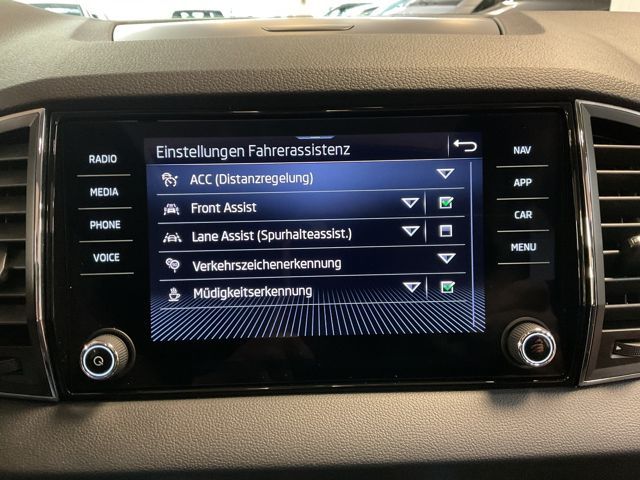 Einstellungen Fahrerassistenz
RADIO
MEDIA
PHONE
VOICE
ACC (Distanzregelung)
Front Assist
Lane Assist (Spurhalteassist.)
Verkehrszeichenerkennung
Müdigkeitserkennung
NAV
APP
CAR
MENU